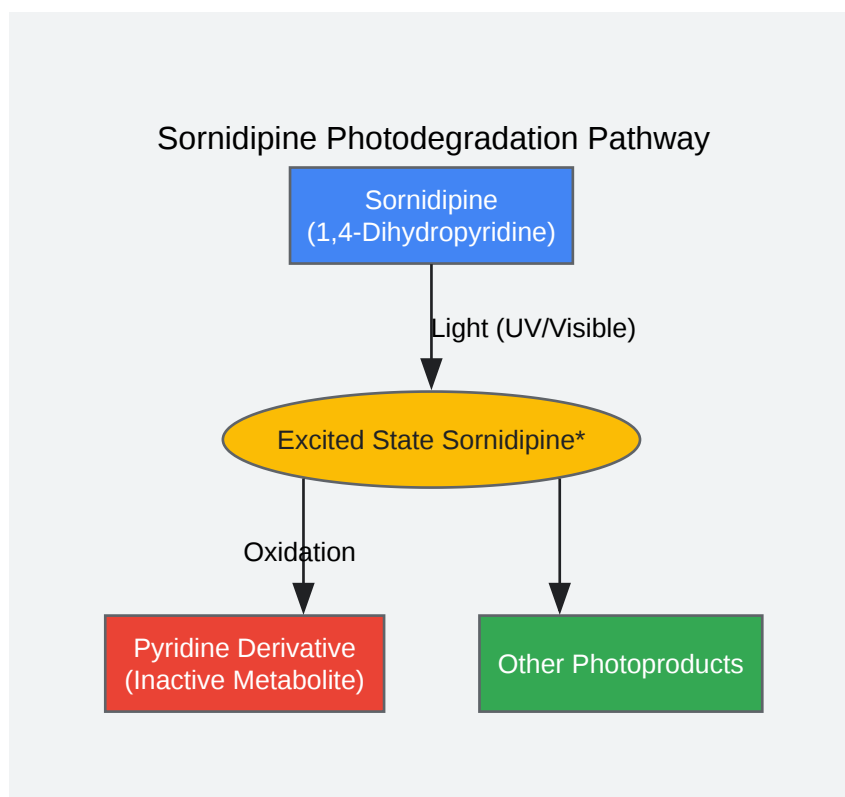 Sornidipine Photodegradation Pathway
Sornidipine
(1,4-Dihydropyridine)
Light (UV/Visible)
Excited State Sornidipine*
Oxidation
Pyridine Derivative
(Inactive Metabolite)
Other Photoproducts